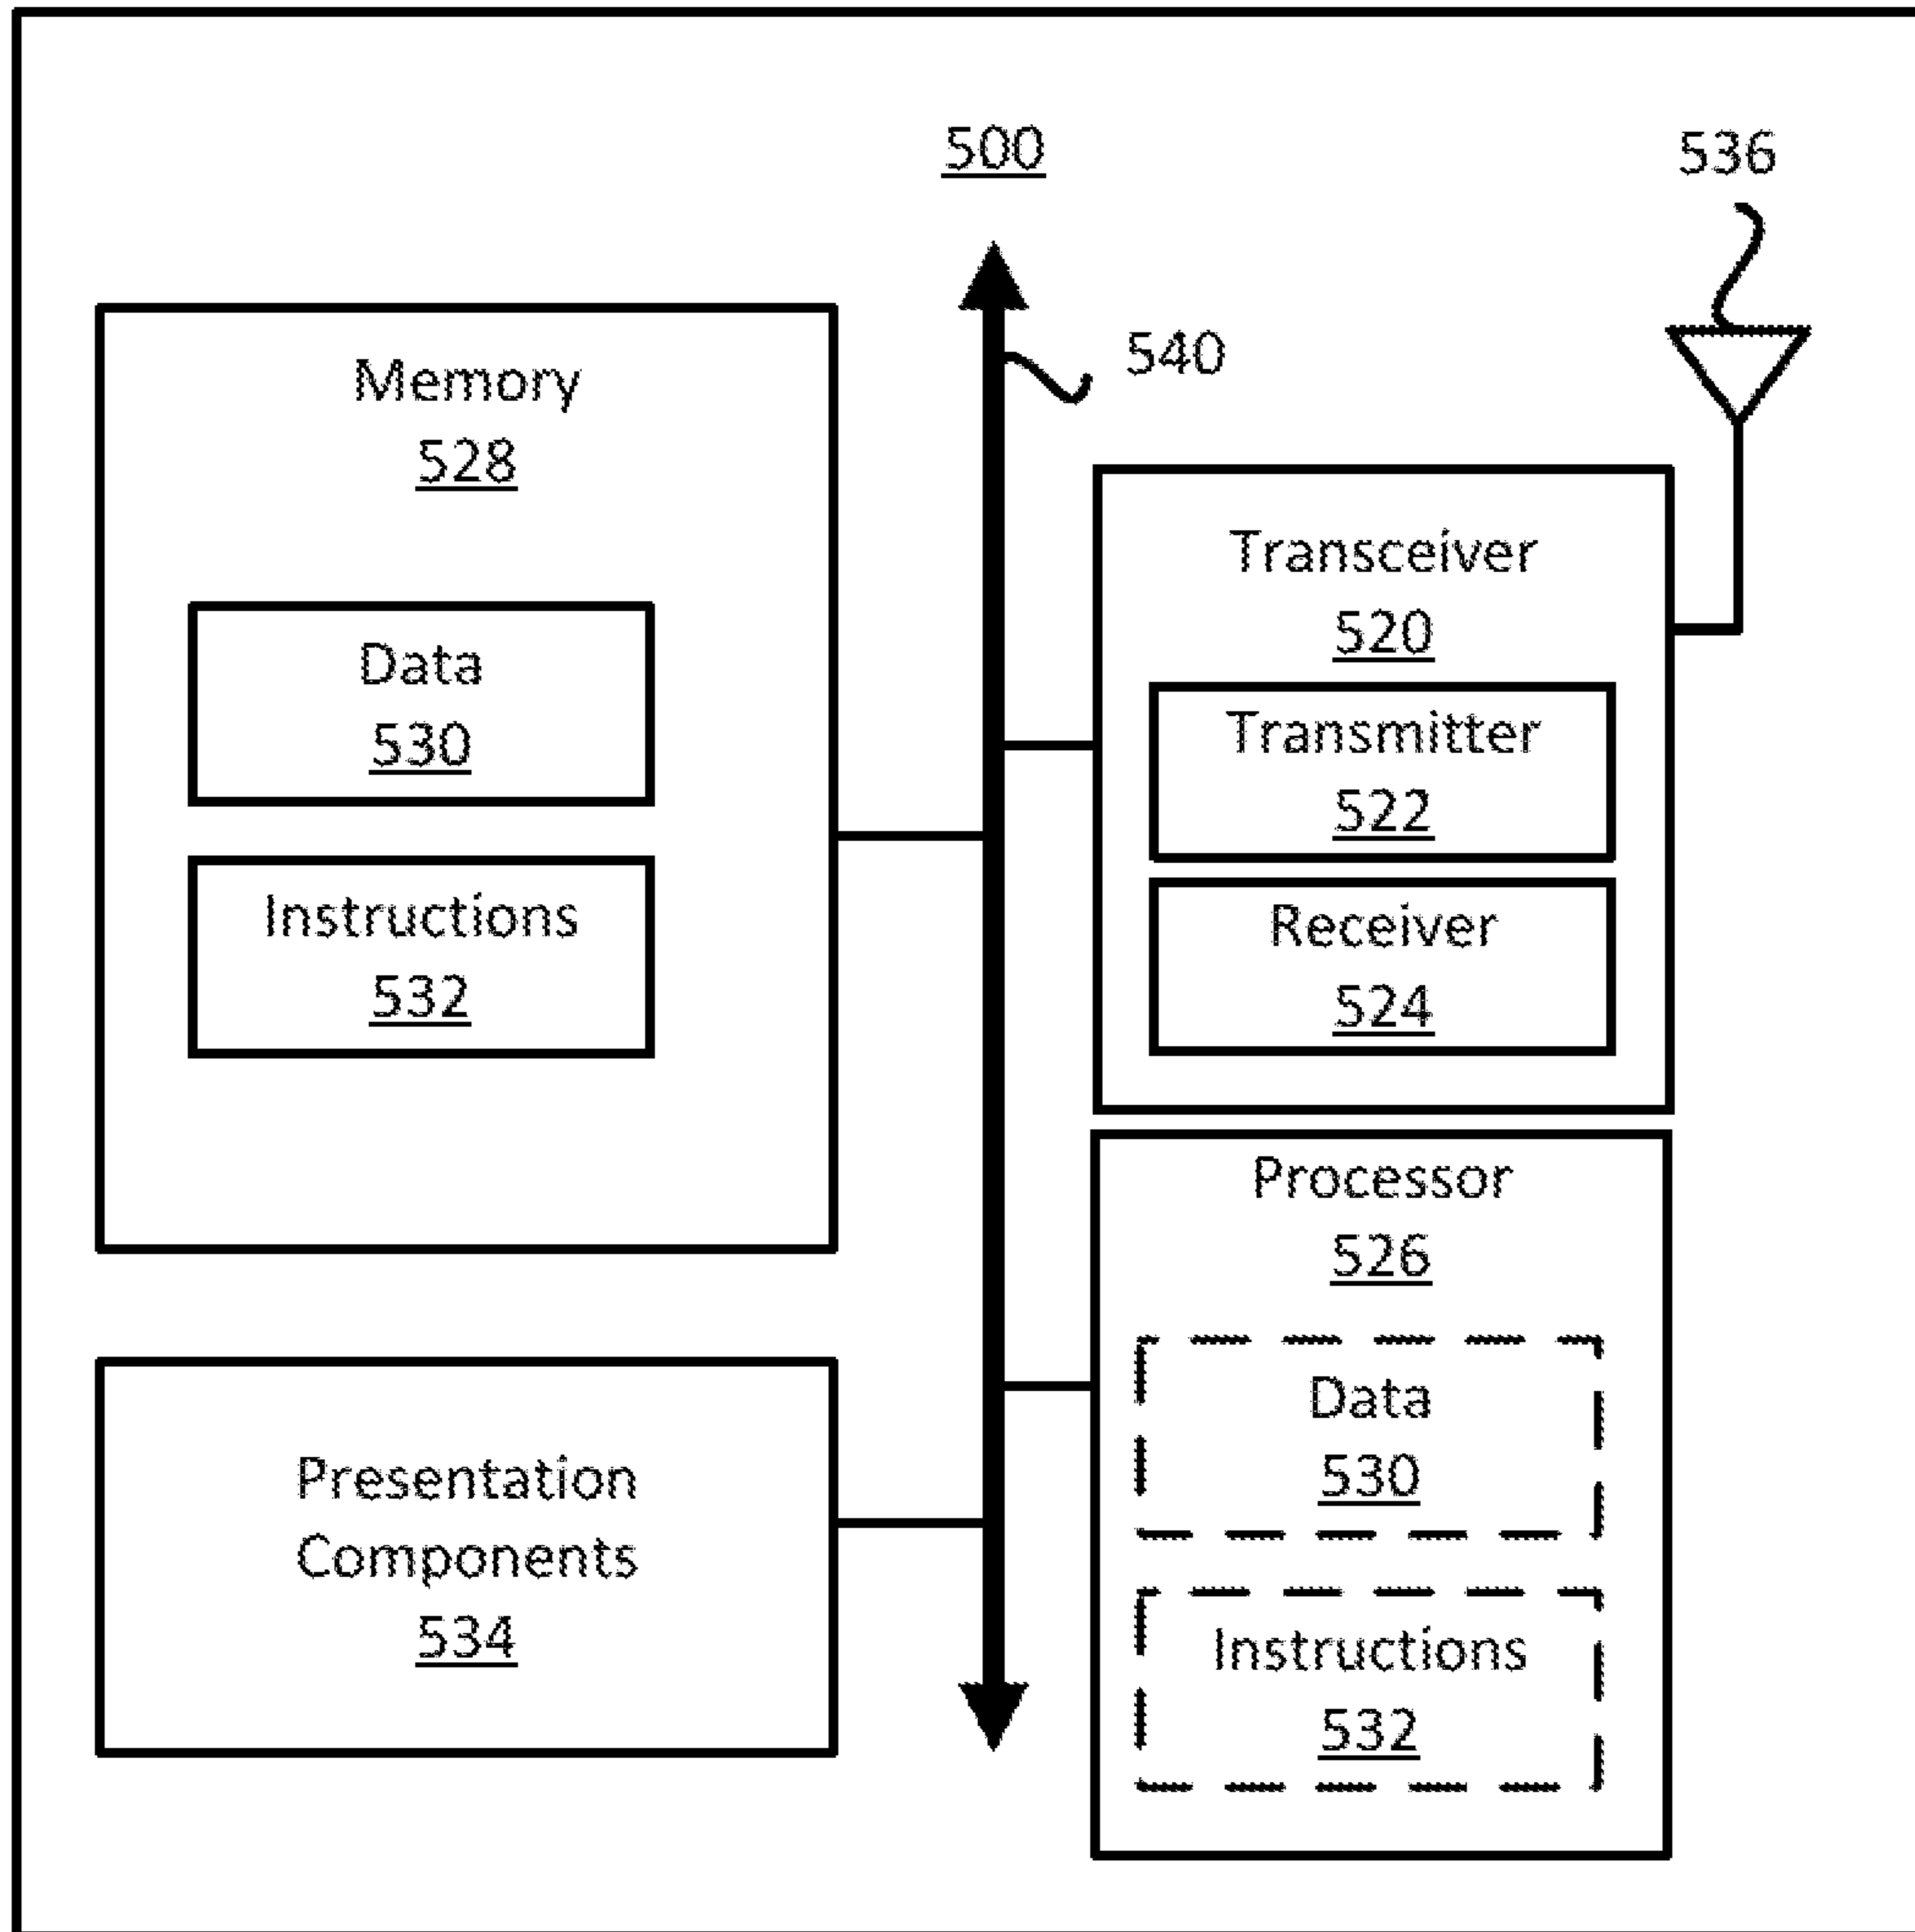 500
536
540
Memory
528
Data
530
Instructions
532
Transceiver
520
Transmitter
522
Receiver
524
Presentation
Components
534
Processor
526
Data
530
Instructions
532